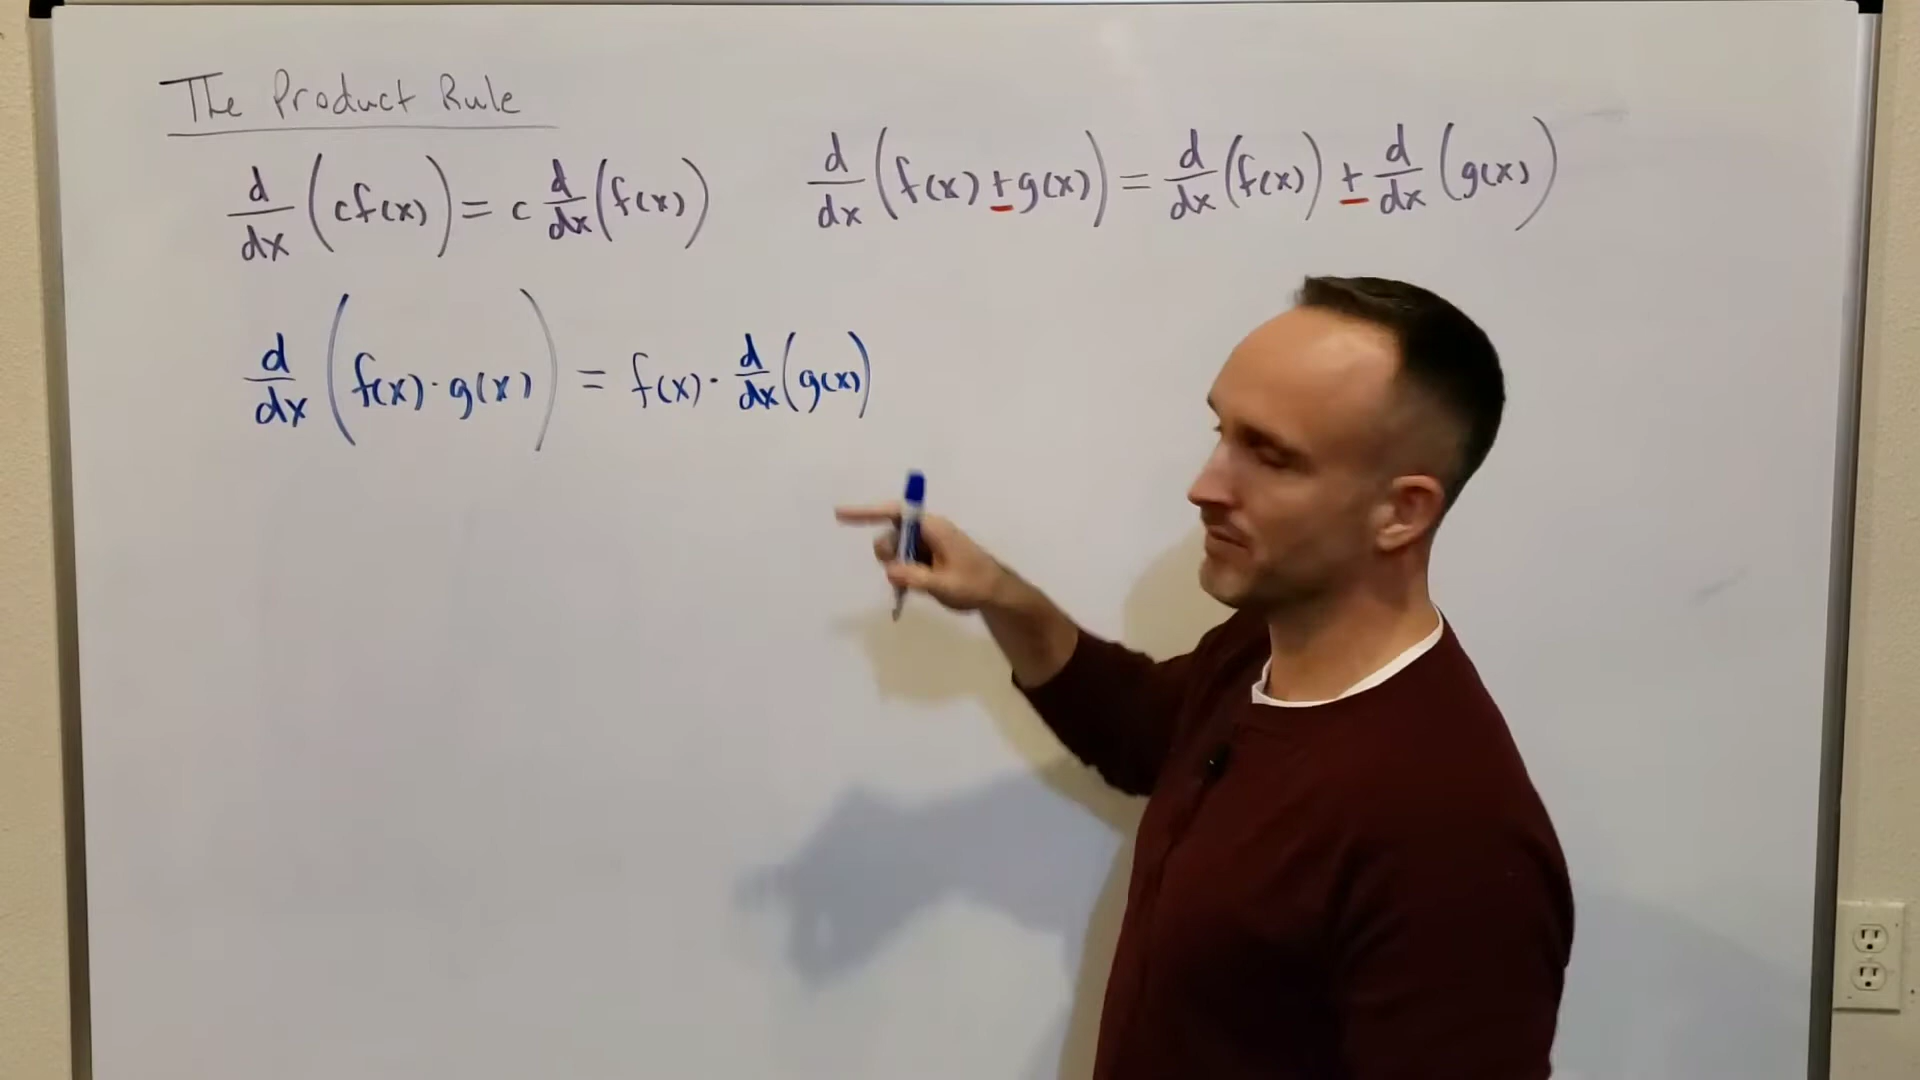 The Product Rule
d/dx (cf(x)) = c d/dx (f(x))
d/dx (f(x) ± g(x)) = d/dx (f(x)) ± d/dx (g(x))
d/dx (f(x) · g(x)) = f(x) · d/dx (g(x))